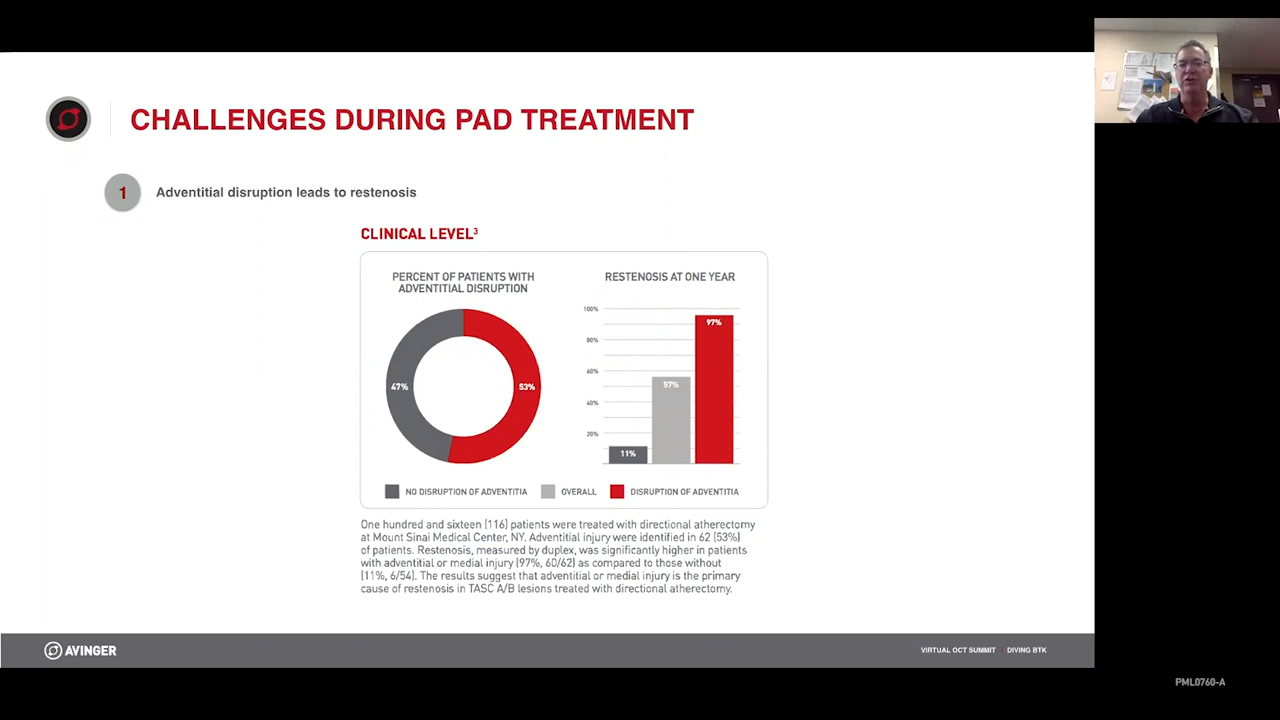 CHALLENGES DURING PAD TREATMENT
1
Adventitial disruption leads to restenosis
CLINICAL LEVEL³
PERCENT OF PATIENTS WITH
ADVENTITIAL DISRUPTION
47%
53%
RESTENOSIS AT ONE YEAR
100%
80%
60%
40%
20%
11%
57%
97%
NO DISRUPTION OF ADVENTITIA
OVERALL
DISRUPTION OF ADVENTITIA
One hundred and sixteen (116) patients were treated with directional atherectomy
at Mount Sinai Medical Center, NY. Adventitial injury were identified in 62 (53%)
of patients. Restenosis, measured by duplex, was significantly higher in patients
with adventitial or medial injury (97%, 60/62) as compared to those without
(11%, 6/54). The results suggest that adventitial or medial injury is the primary
cause of restenosis in TASC A/B lesions treated with directional atherectomy.
AVINGER
VIRTUAL OCT SUMMIT | DIVING BTK
PML0760-A